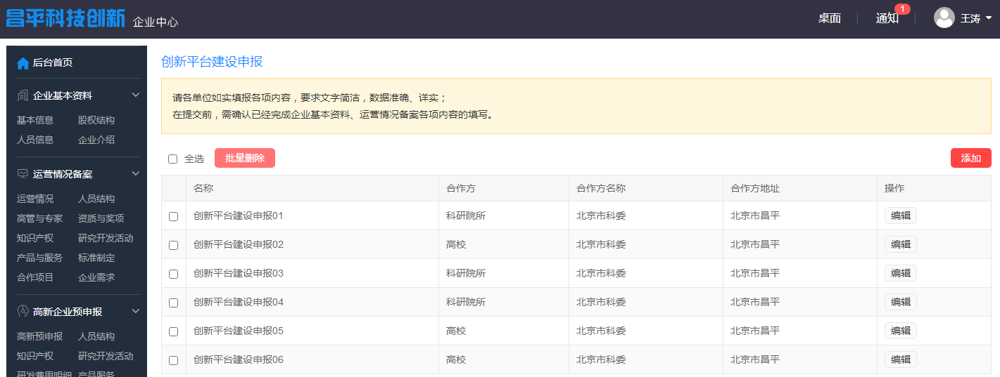 昌平科技创新 企业中心 桌面 通知 1 王涛
后台首页
企业基本资料
基本信息 股权结构
人员信息 企业介绍
运营情况备案
运营情况 人员结构
高管与专家 资质与奖项
知识产权 研究开发活动
产品与服务 标准制定
合作项目 企业需求
高新企业预申报
高新预申报 人员结构
知识产权 研究开发活动
研发费用明细 产品服务
创新平台建设申报
请各单位如实填报各项内容，要求文字简洁，数据准确、详实；
在提交前，需确认已经完成企业基本资料、运营情况备案各项内容的填写。
全选 批量删除 添加
名称 合作方 合作方名称 合作方地址 操作
创新平台建设申报01 科研院所 北京市科委 北京市昌平 编辑
创新平台建设申报02 高校 北京市科委 北京市昌平 编辑
创新平台建设申报03 科研院所 北京市科委 北京市昌平 编辑
创新平台建设申报04 科研院所 北京市科委 北京市昌平 编辑
创新平台建设申报05 高校 北京市科委 北京市昌平 编辑
创新平台建设申报06 高校 北京市科委 北京市昌平 编辑